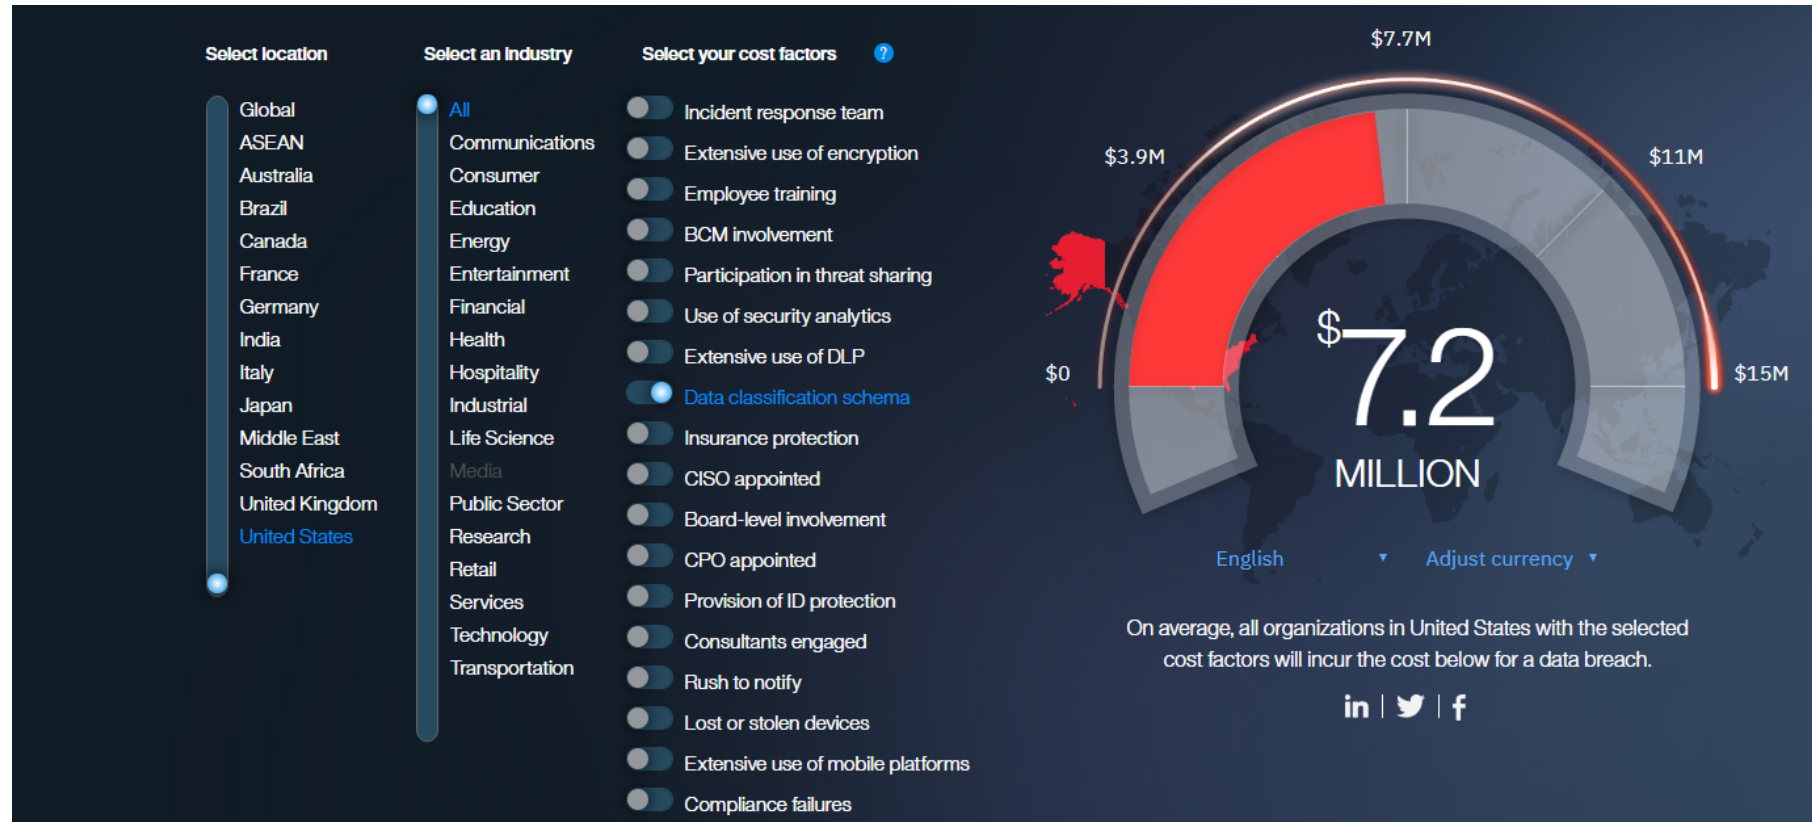 Select location
Global
ASEAN
Australia
Brazil
Canada
France
Germany
India
Italy
Japan
Middle East
South Africa
United Kingdom
United States
Select an Industry
All
Communications
Consumer
Education
Energy
Entertainment
Financial
Health
Hospitality
Industrial
Life Science
Media
Public Sector
Research
Retail
Services
Technology
Transportation
Select your cost factors ?
Incident response team
Extensive use of encryption
Employee training
BCM involvement
Participation in threat sharing
Use of security analytics
Extensive use of DLP
Data classification schema
Insurance protection
CISO appointed
Board-level involvement
CPO appointed
Provision of ID protection
Consultants engaged
Rush to notify
Lost or stolen devices
Extensive use of mobile platforms
Compliance failures
$0
$3.9M
$7.7M
$11M
$15M
$7.2
MILLION
English
Adjust currency
On average, all organizations in United States with the selected
cost factors will incur the cost below for a data breach.
in
f